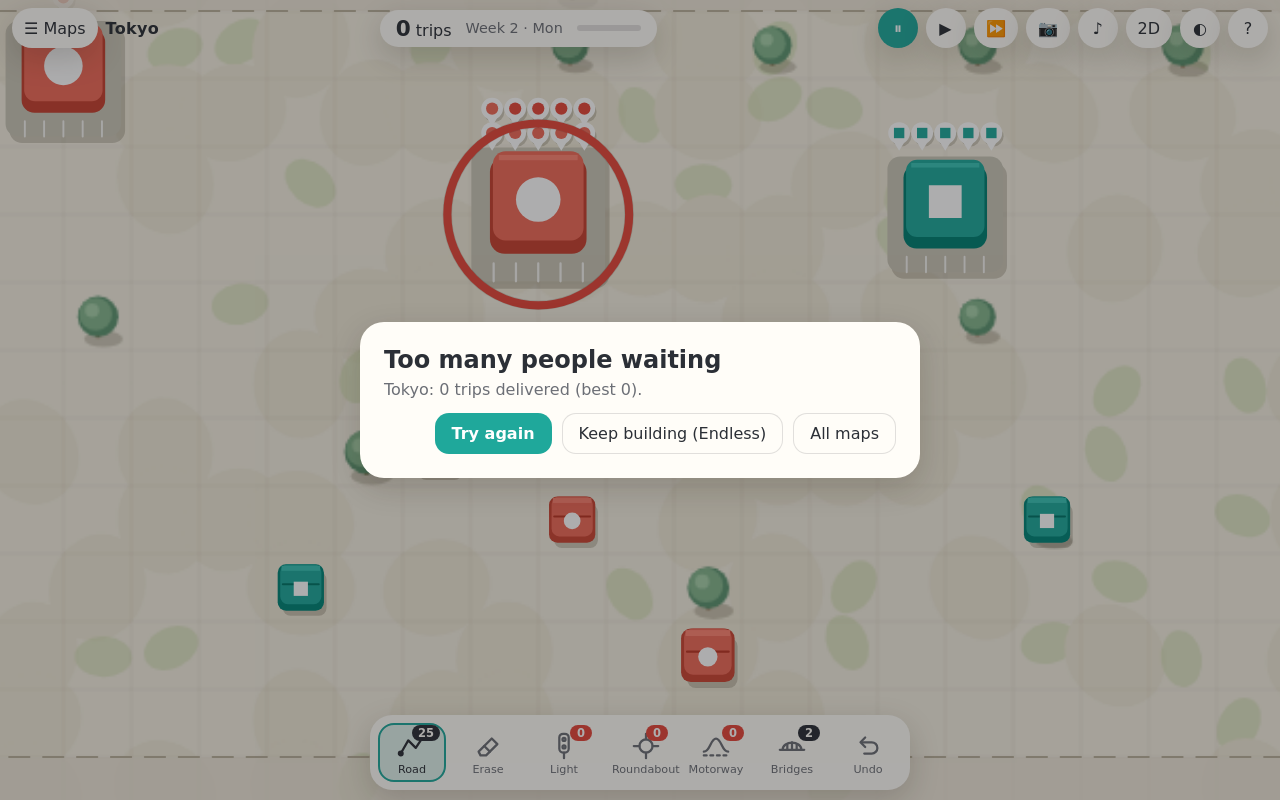 ☰ Maps
Tokyo
0 trips
Week 2 · Mon
2D
?
Too many people waiting
Tokyo: 0 trips delivered (best 0).
Try again
Keep building (Endless)
All maps
25
Road
Erase
0
Light
0
Roundabout
0
Motorway
2
Bridges
Undo